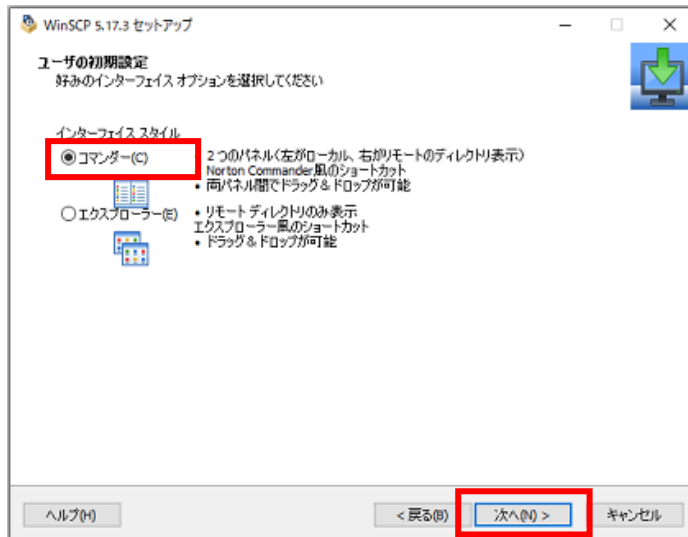 WinSCP 5.17.3 セットアップ
ユーザの初期設定
好みのインターフェイス オプションを選択してください
インターフェイス スタイル
コマンダー(C)
2つのパネル(左がローカル、右がリモートのディレクトリ表示)
Norton Commander風のショートカット
• 両パネル間でドラッグ & ドロップが可能
エクスプローラー(E)
• リモート ディレクトリのみ表示
エクスプローラー風のショートカット
• ドラッグ & ドロップが可能
ヘルプ(H)
< 戻る(B)
次へ(N) >
キャンセル